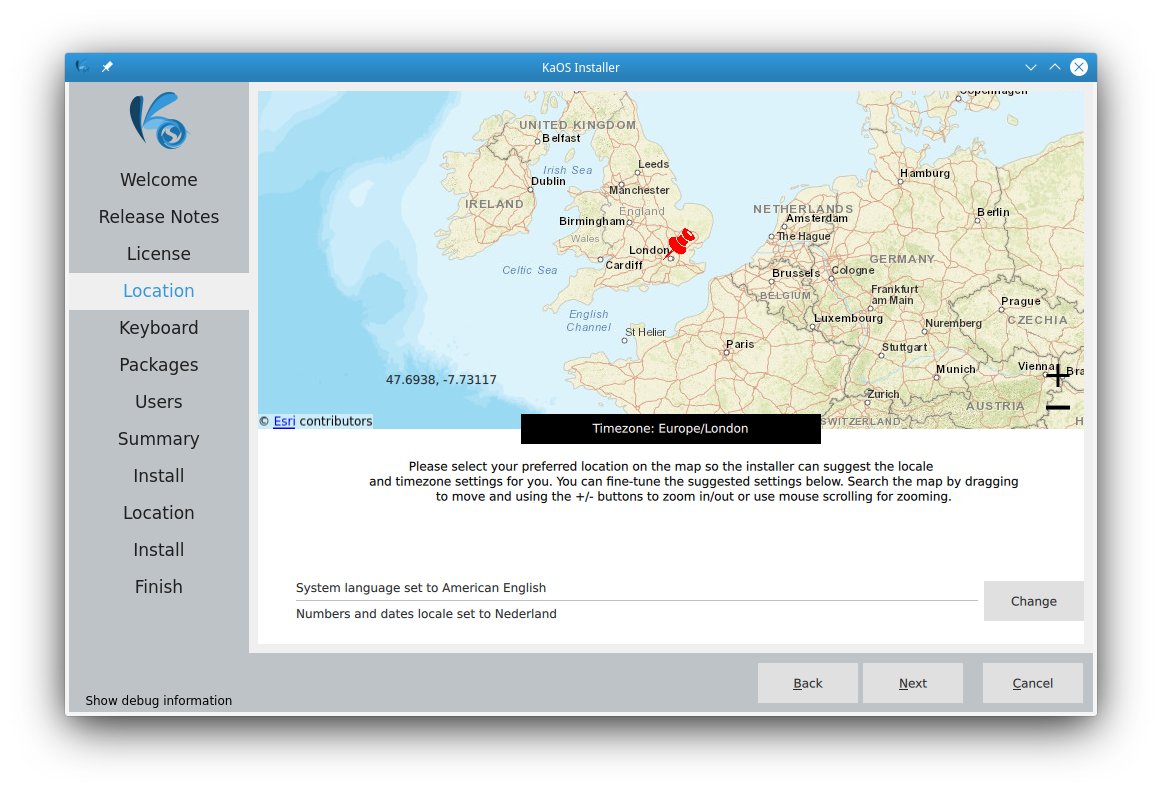 KaOS Installer
Welcome
Release Notes
License
Location
Keyboard
Packages
Users
Summary
Install
Location
Install
Finish
Show debug information
Copenhagen
UNITED KINGDOM
Belfast
Leeds
Irish Sea
Hamburg
Dublin
Manchester
IRELAND
England
NETHERLANDS
Berlin
Birmingham
Amsterdam
Wales
The Hague
London
GERMANY
Celtic Sea
Cardiff
Brussels
Cologne
BELGIUM
Frankfurt
am Main
Prague
English
Channel
Luxembourg
CZECHIA
St Helier
Nuremberg
Paris
Stuttgart
Munich
Vienna
Bra
47.6938, -7.73117
+
Zurich
AUSTRIA
−
© Esri contributors
SWITZERLAND
H
Timezone: Europe/London
Please select your preferred location on the map so the installer can suggest the locale
and timezone settings for you. You can fine-tune the suggested settings below. Search the map by dragging
to move and using the +/- buttons to zoom in/out or use mouse scrolling for zooming.
System language set to American English
Change
Numbers and dates locale set to Nederland
Back
Next
Cancel